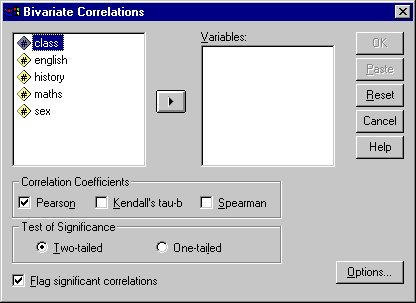 Bivariate Correlations
class
english
history
maths
sex
Variables:
OK
Paste
Reset
Cancel
Help
Correlation Coefficients
Pearson
Kendall's tau-b
Spearman
Test of Significance
Two-tailed
One-tailed
Flag significant correlations
Options...